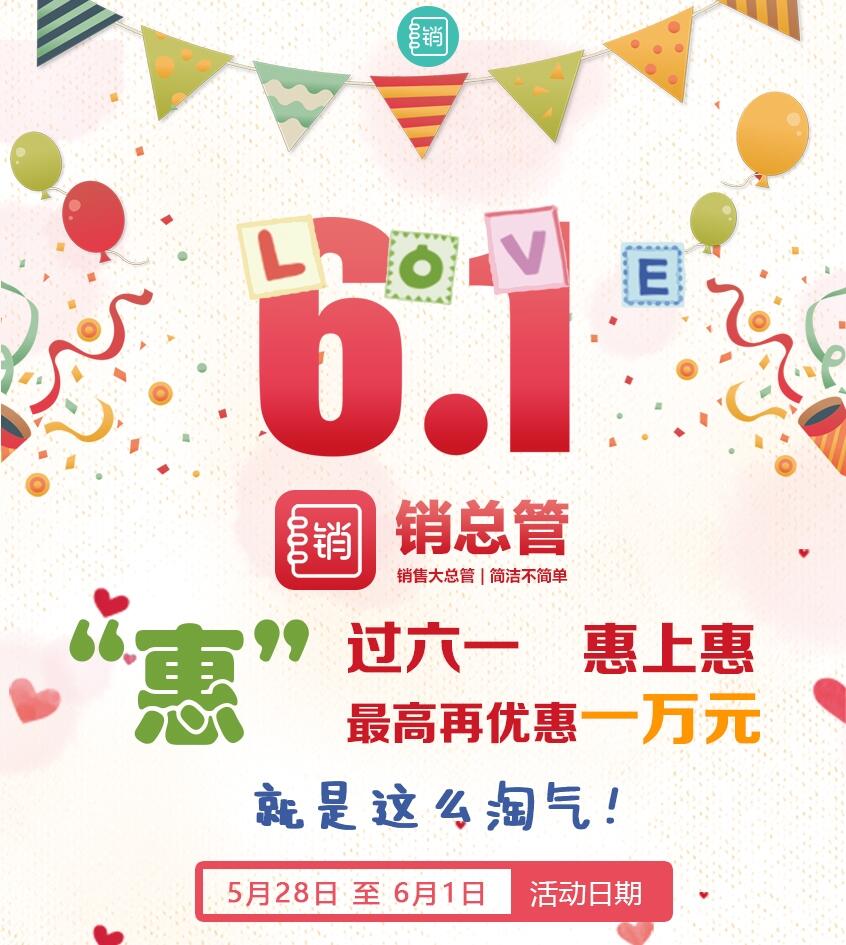 销
LOVE
6.1
销
销总管
销售大总管 | 简洁不简单
“惠”
过六一 惠上惠
最高再优惠一万元
就是这么淘气！
5月28日 至 6月1日 活动日期